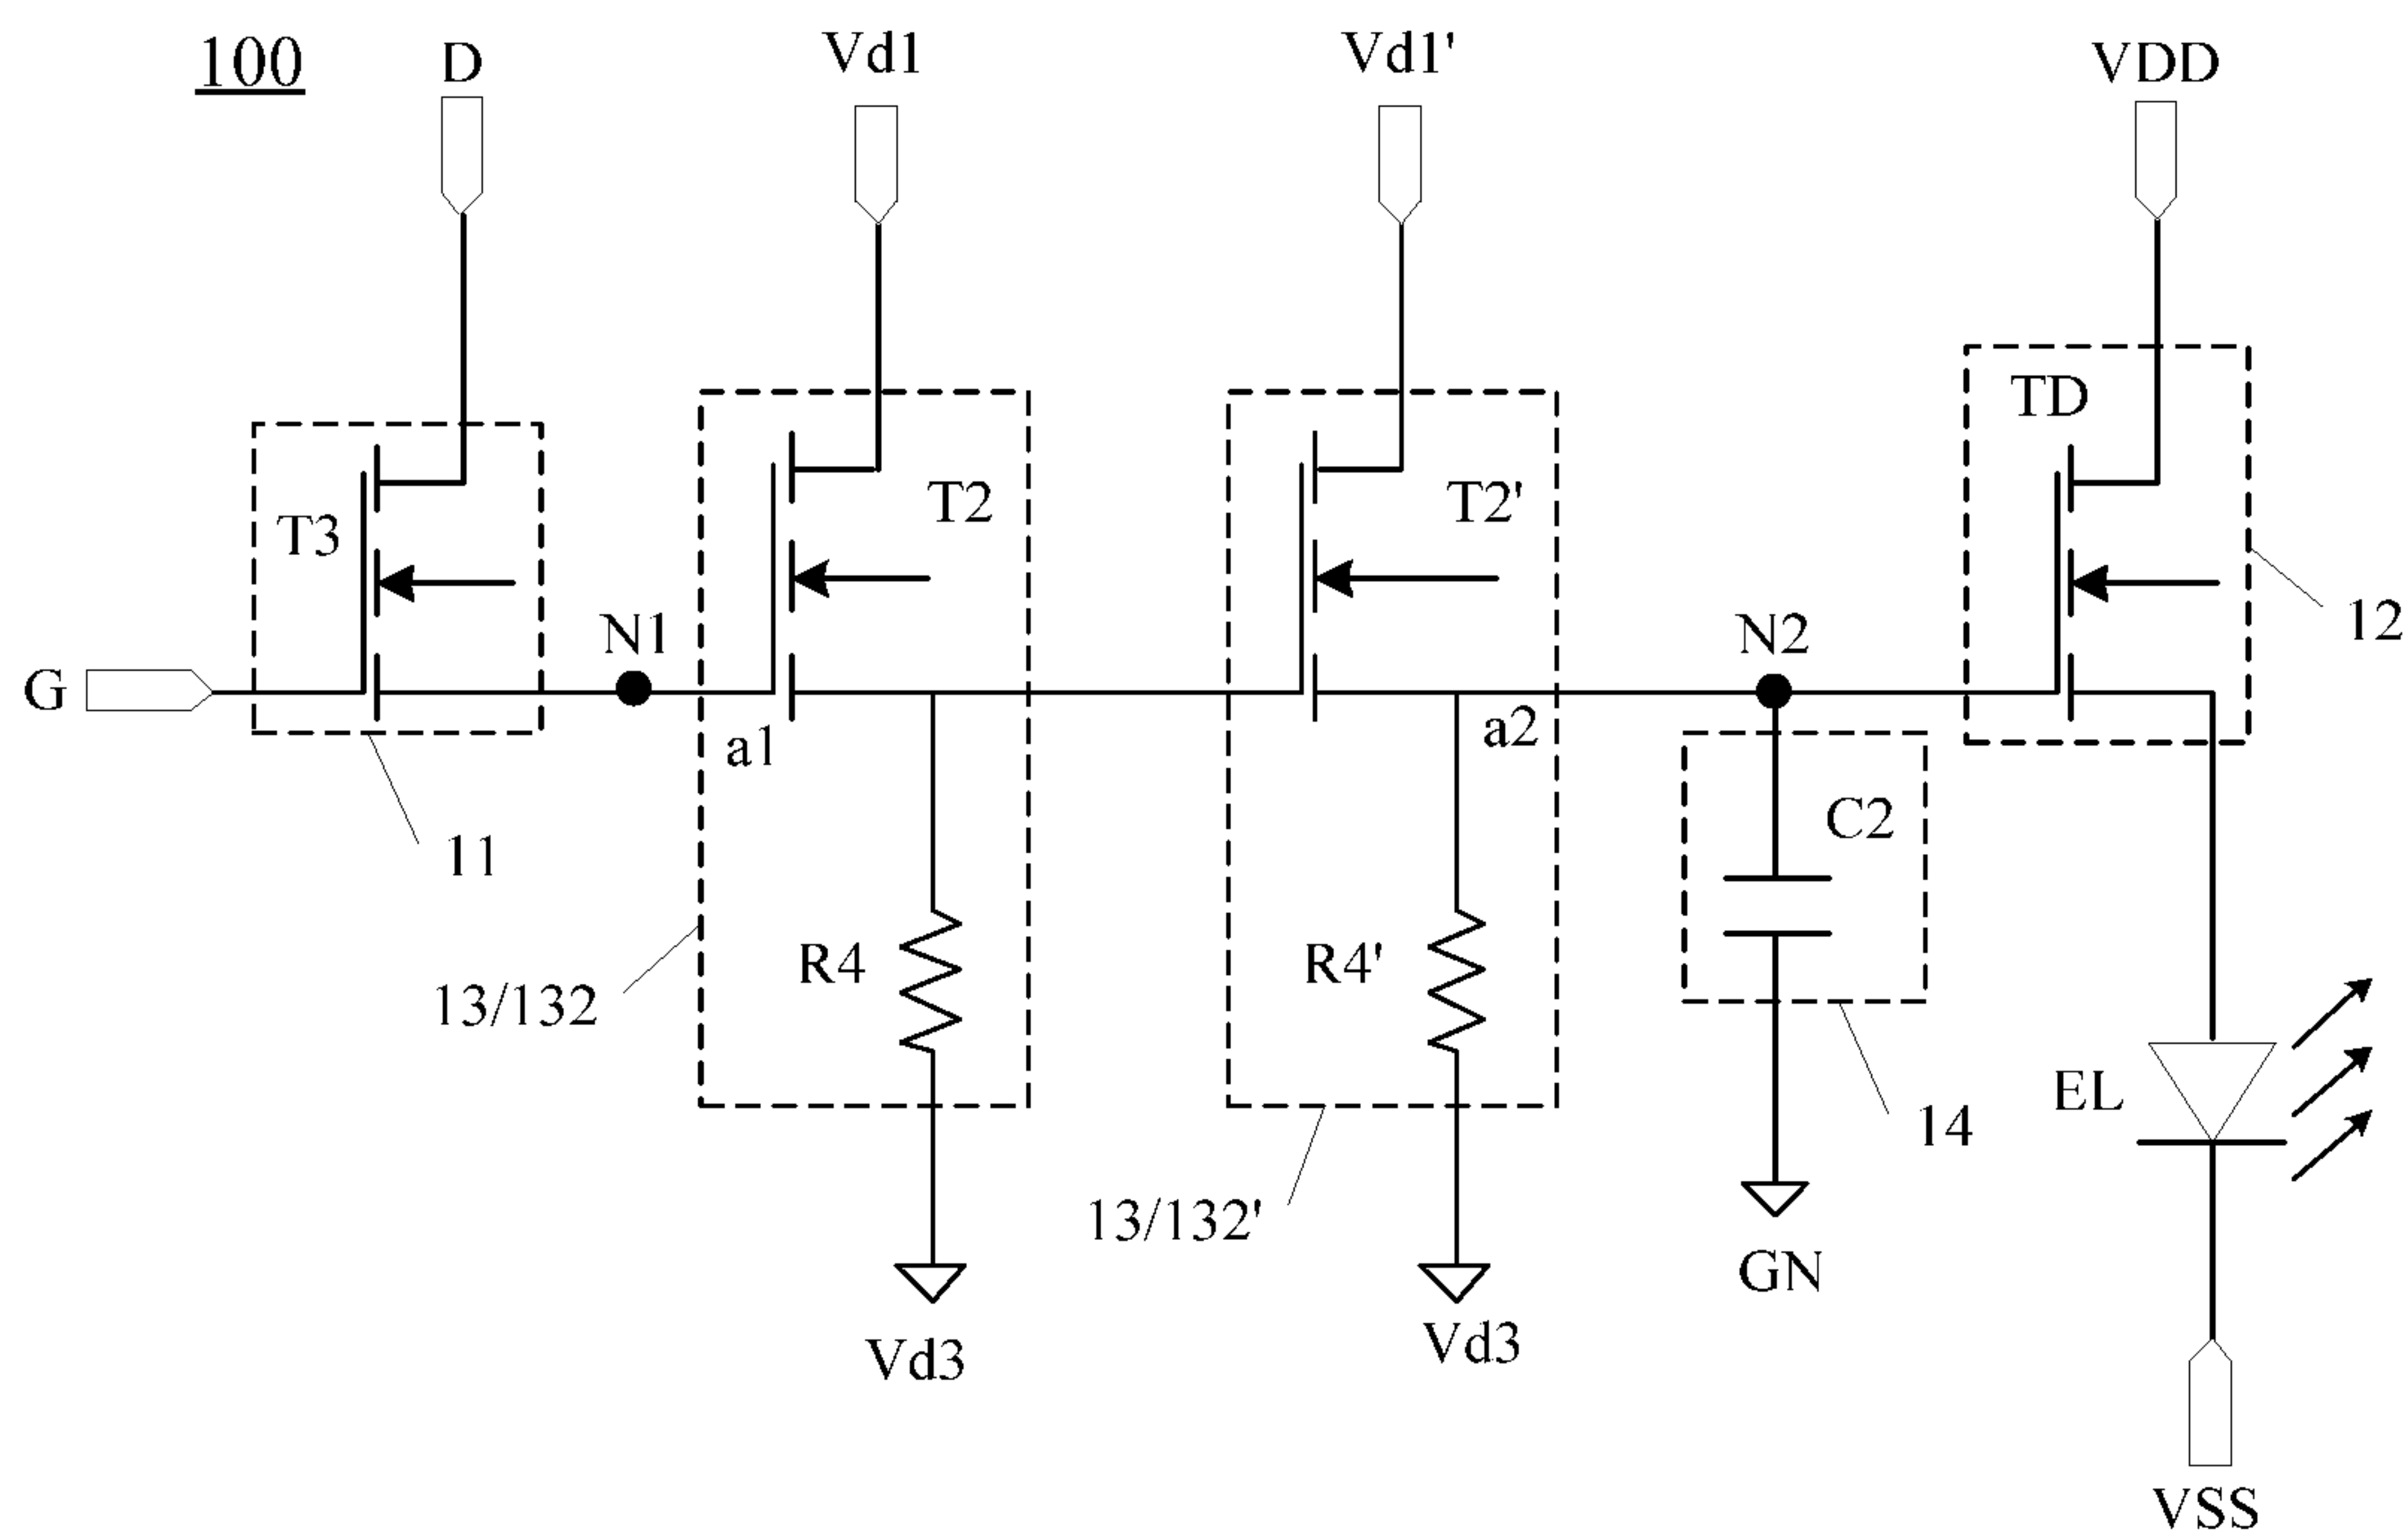 100
D
Vd1
Vd1'
VDD
TD
T2
T2'
T3
N1
N2
12
G
a1
a2
C2
11
R4
R4'
13/132
EL
14
13/132'
GN
Vd3
Vd3
VSS